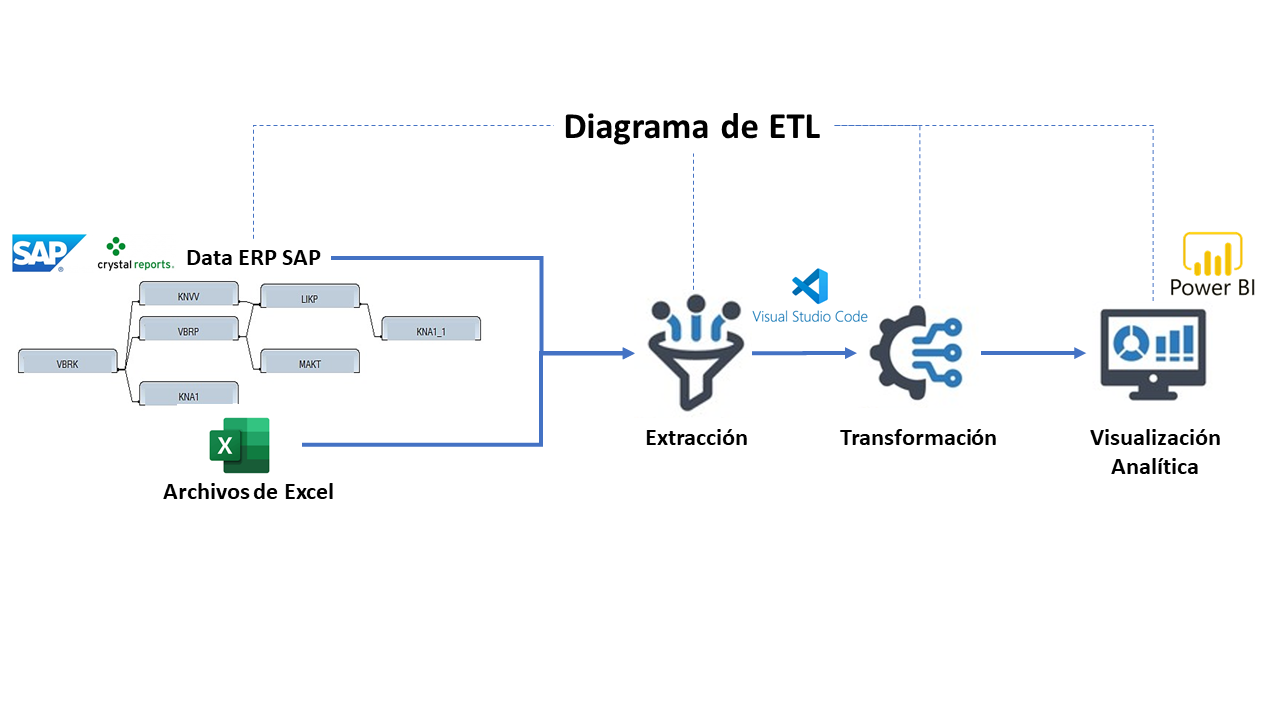 Diagrama de ETL
SAP®
crystal reports.
Data ERP SAP
Power BI
KNVV
LIKP
VBRP
KNA1_1
VBRK
MAKT
KNA1
Visual Studio Code
X
Archivos de Excel
Extracción
Transformación
Visualización
Analítica